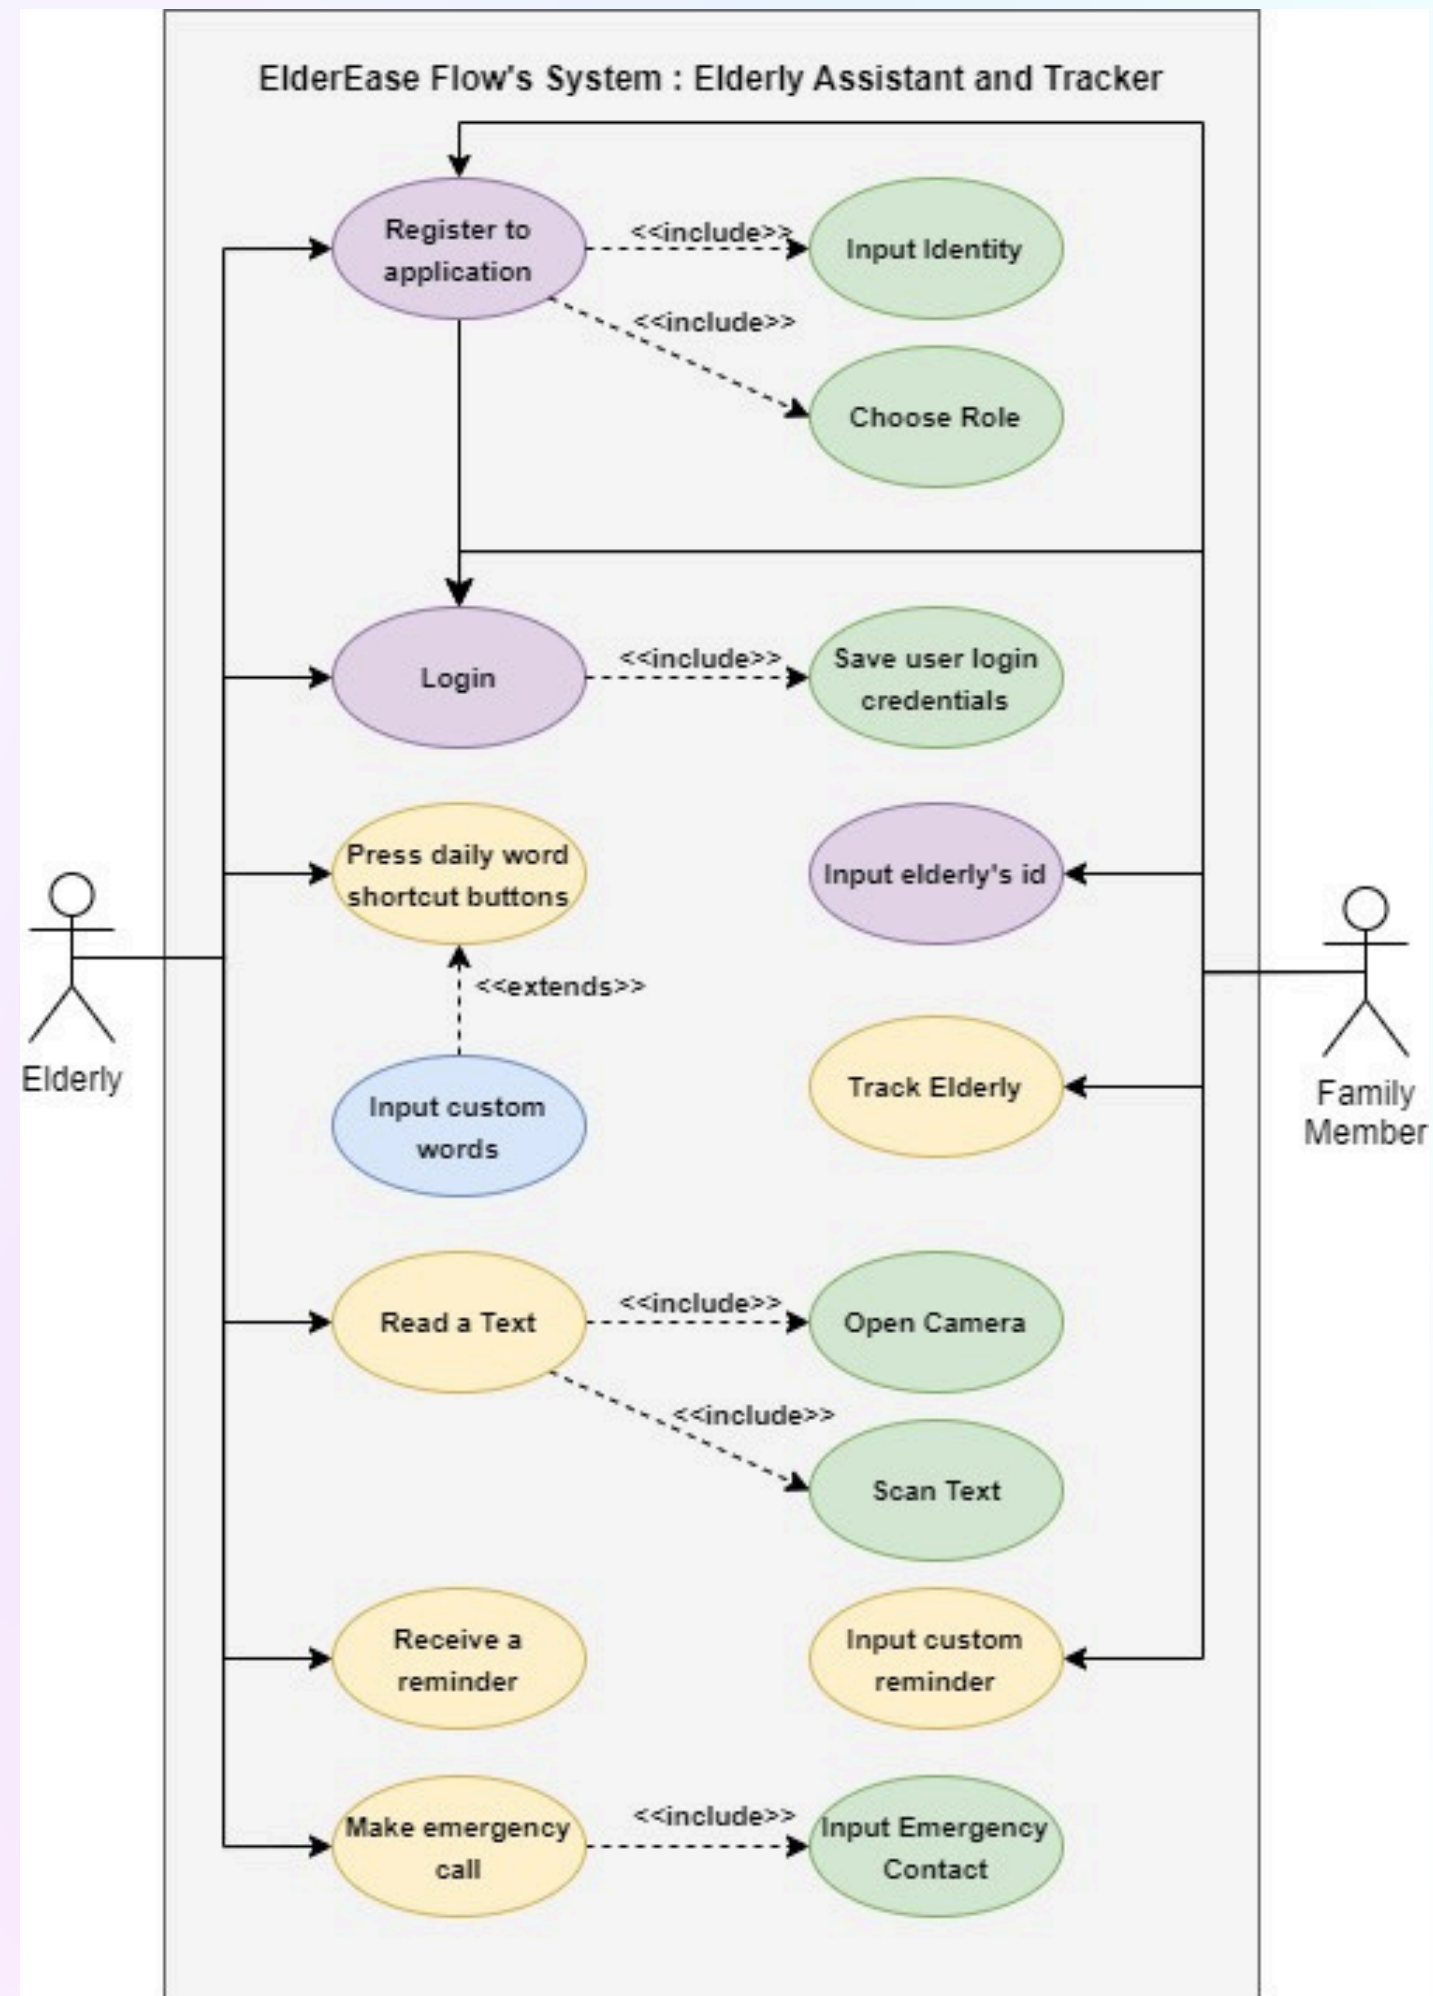 ElderEase Flow's System : Elderly Assistant and Tracker
Register to
application
<<include>>
Input Identity
<<include>>
Choose Role
Login
<<include>>
Save user login
credentials
Press daily word
shortcut buttons
Input elderly's id
<<extends>>
Elderly
Input custom
words
Track Elderly
Family
Member
Read a Text
<<include>>
Open Camera
<<include>>
Scan Text
Receive a
reminder
Input custom
reminder
Make emergency
call
<<include>>
Input Emergency
Contact